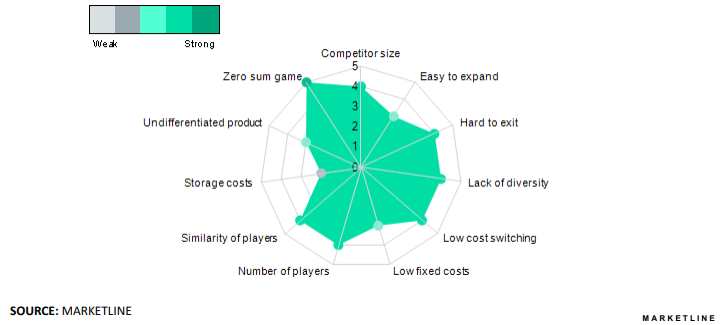 Weak Strong
Competitor size
Zero sum game
Easy to expand
Undifferentiated product
Hard to exit
Storage costs
Lack of diversity
Similarity of players
Low cost switching
Number of players
Low fixed costs
5
4
3
2
1
0
SOURCE: MARKETLINE
MARKETLINE